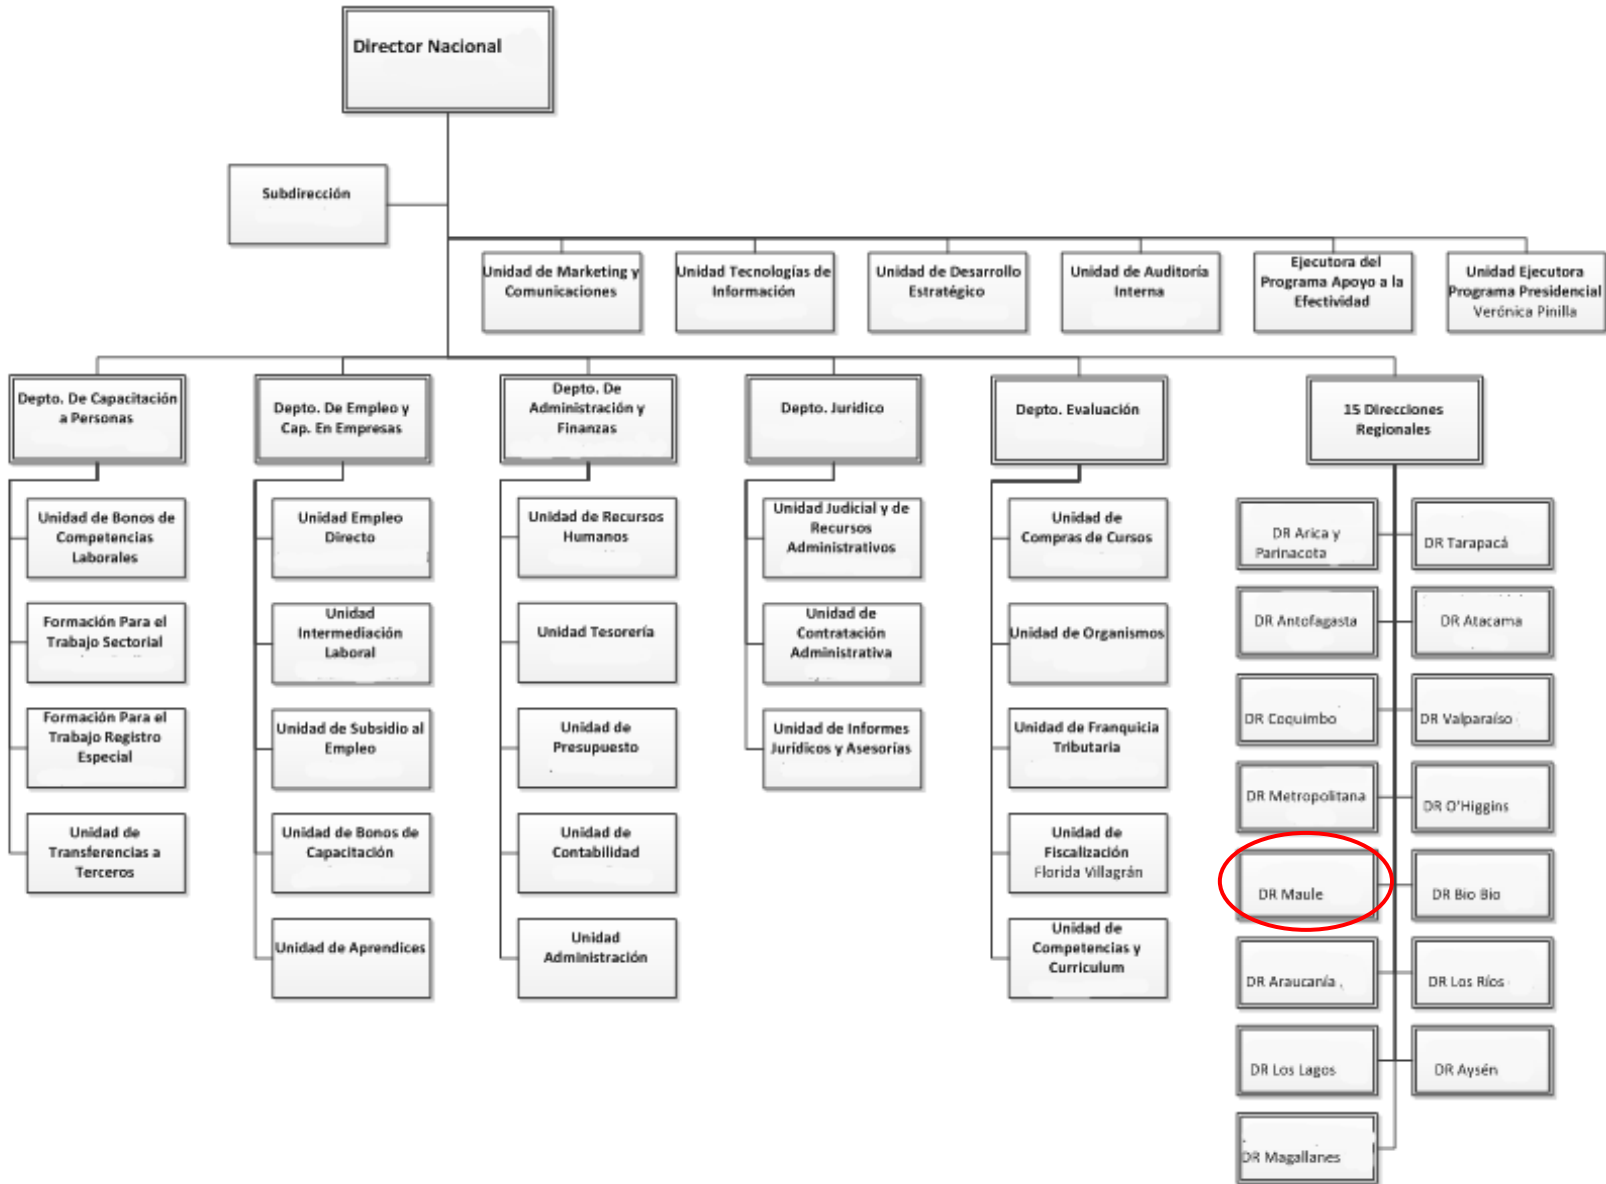 Director Nacional
Subdirección
Unidad de Marketing y
Comunicaciones
Unidad Tecnologías de
Información
Unidad de Desarrollo
Estratégico
Unidad de Auditoría
Interna
Ejecutora del
Programa Apoyo a la
Efectividad
Unidad Ejecutora
Programa Presidencial
Verónica Pinilla
Depto. De Capacitación
a Personas
Depto. De Empleo y
Cap. En Empresas
Depto. De
Administración y
Finanzas
Depto. Jurídico
Depto. Evaluación
15 Direcciones
Regionales
Unidad de Bonos de
Competencias
Laborales
Formación Para el
Trabajo Sectorial
Formación Para el
Trabajo Registro
Especial
Unidad de
Transferencias a
Terceros
Unidad Empleo
Directo
Unidad
Intermediación
Laboral
Unidad de Subsidio al
Empleo
Unidad de Bonos de
Capacitación
Unidad de Aprendices
Unidad de Recursos
Humanos
Unidad Tesorería
Unidad de
Presupuesto
Unidad de
Contabilidad
Unidad
Administración
Unidad Judicial y de
Recursos
Administrativos
Unidad de
Contratación
Administrativa
Unidad de Informes
Jurídicos y Asesorías
Unidad de
Compras de Cursos
Unidad de Organismos
Unidad de Franquicia
Tributaria
Unidad de
Fiscalización
Florida Villagrán
Unidad de
Competencias y
Curriculum
DR Arica y
Parinacota
DR Tarapacá
DR Antofagasta
DR Atacama
DR Coquimbo
DR Valparaíso
DR Metropolitana
DR O'Higgins
DR Maule
DR Bio Bio
DR Araucanía
DR Los Ríos
DR Los Lagos
DR Aysén
DR Magallanes